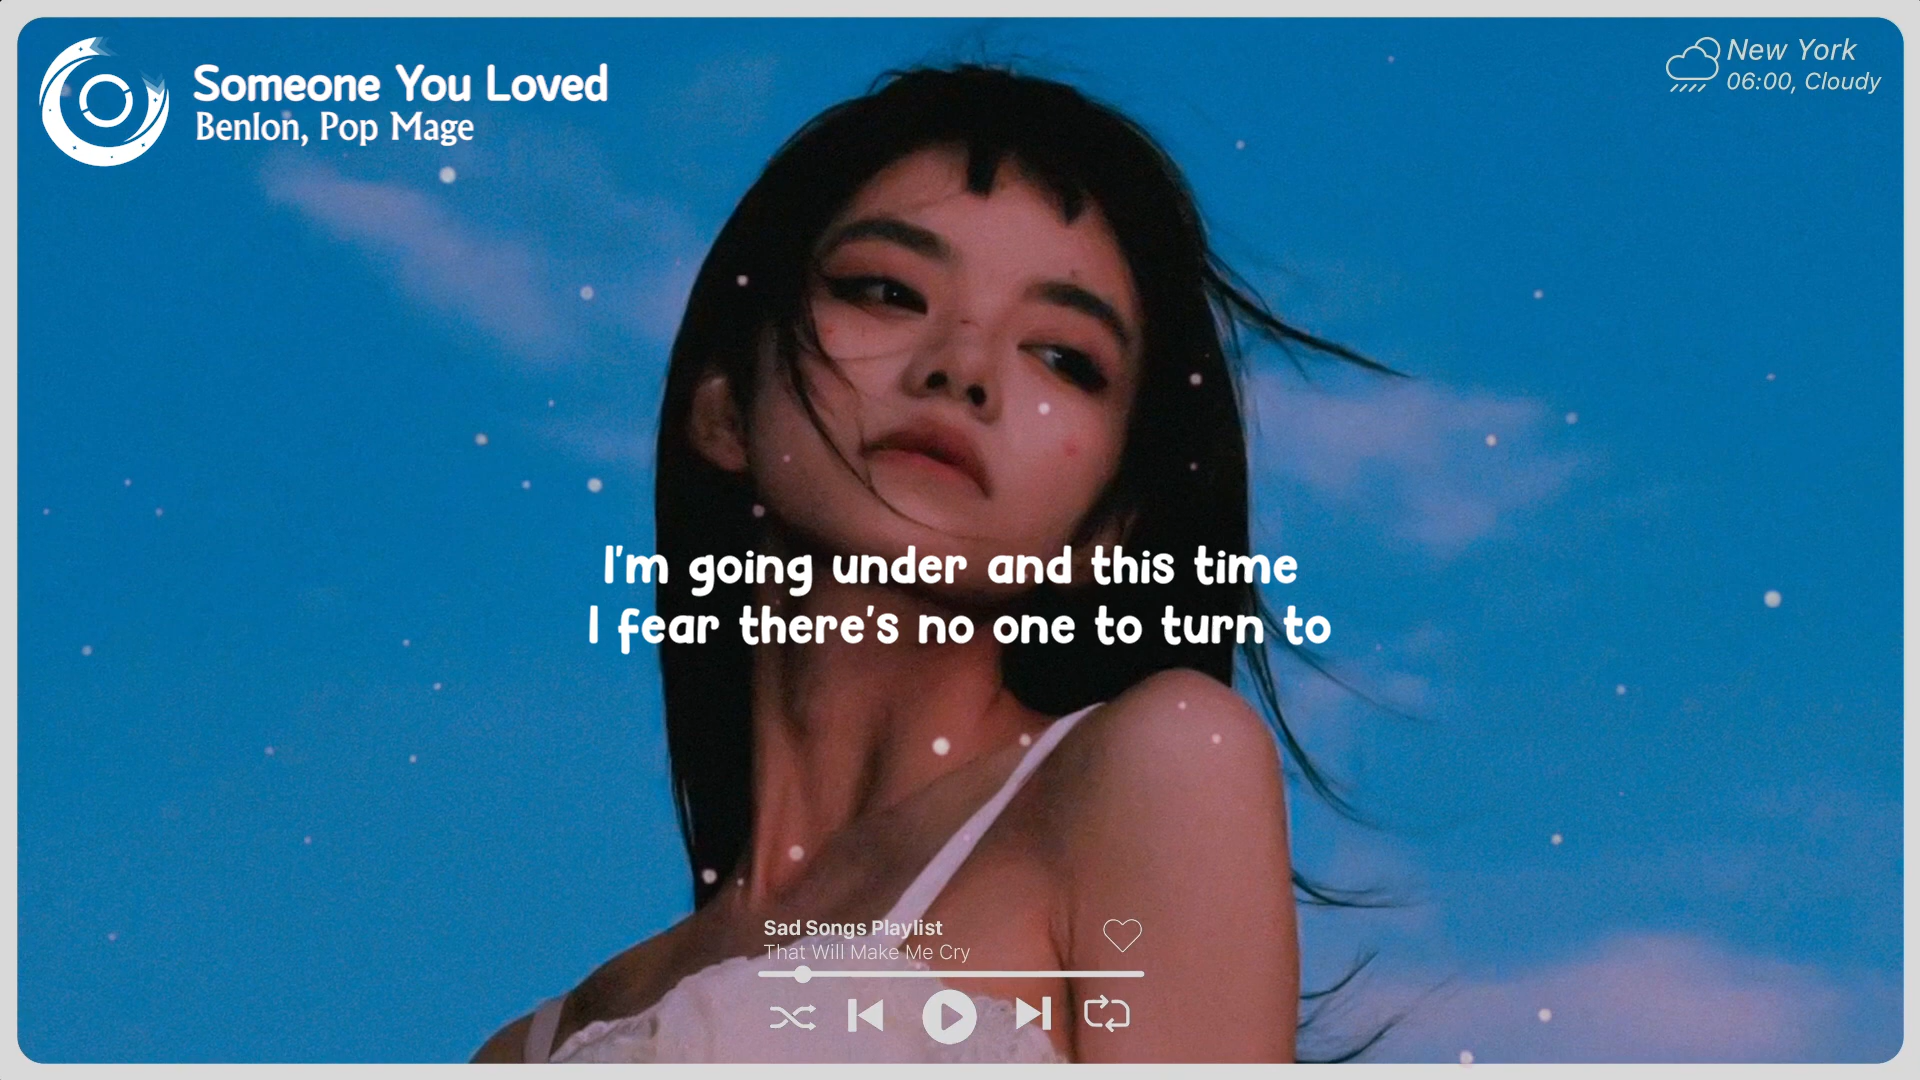 Someone You Loved
Benlon, Pop Mage
New York
06:00, Cloudy
I'm going under and this time
I fear there's no one to turn to
Sad Songs Playlist
That Will Make Me Cry